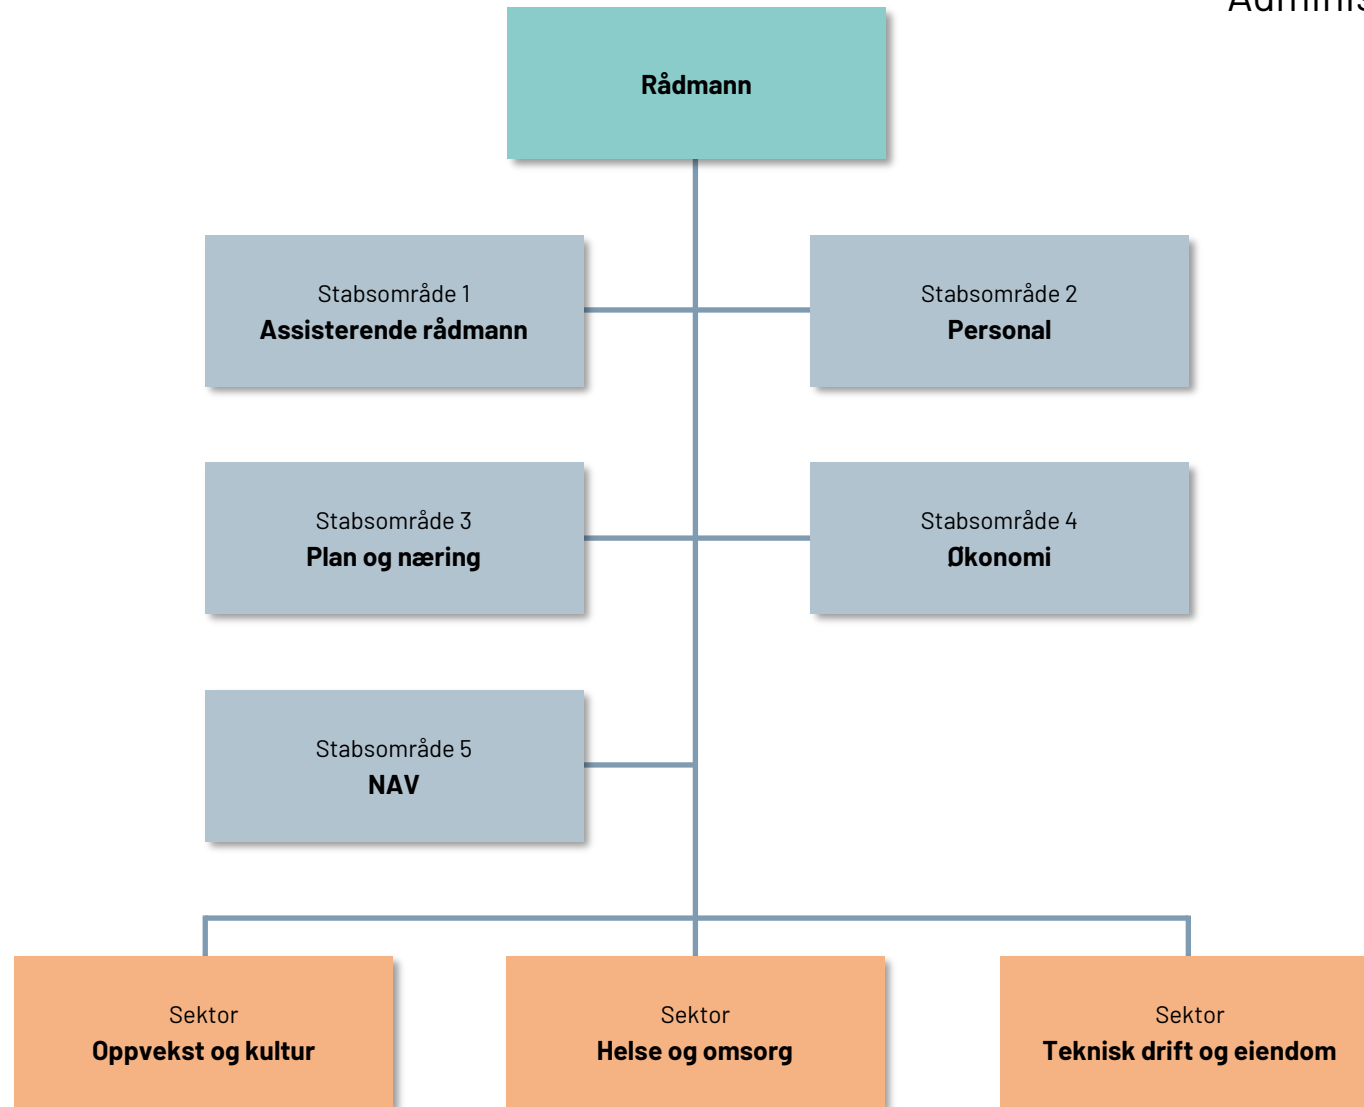 Rådmann
Stabsområde 1
Assisterende rådmann
Stabsområde 2
Personal
Stabsområde 3
Plan og næring
Stabsområde 4
Økonomi
Stabsområde 5
NAV
Sektor
Oppvekst og kultur
Sektor
Helse og omsorg
Sektor
Teknisk drift og eiendom